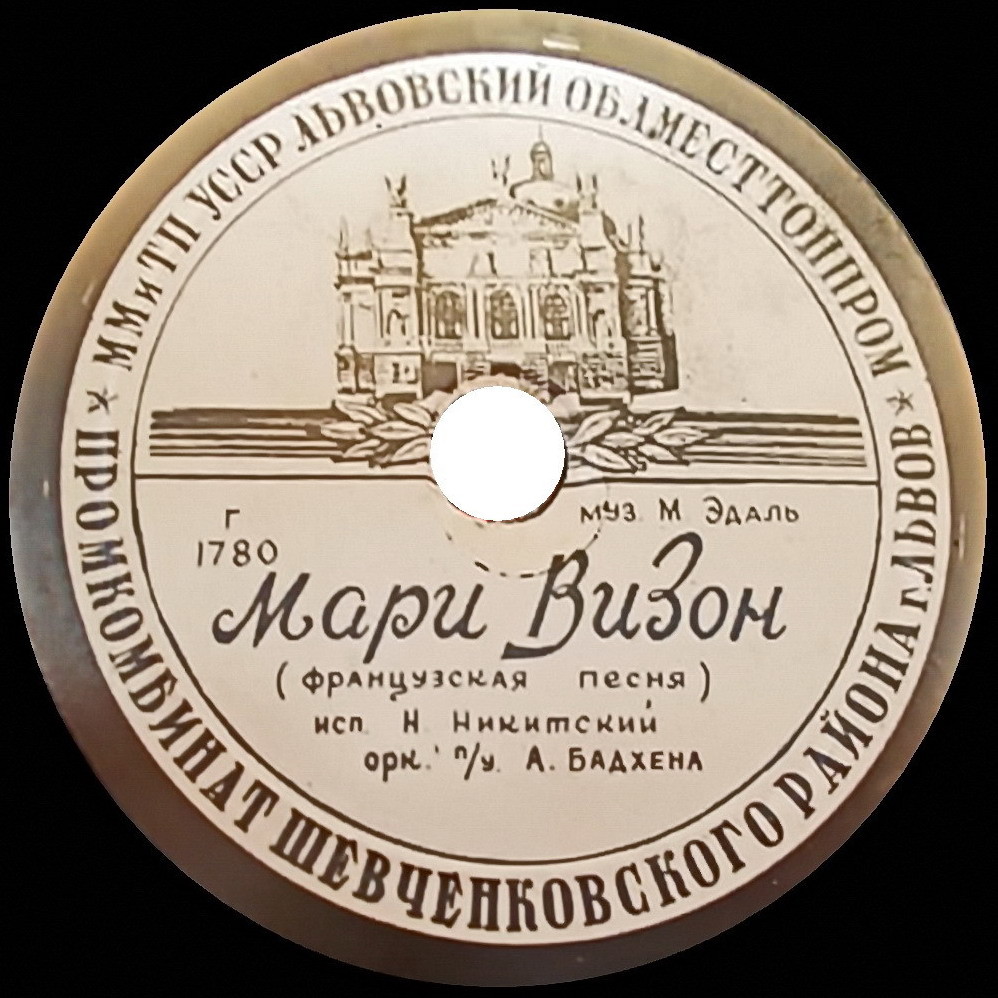 ММиТП УССР ЛЬВОВСКИЙ ОБЛМЕСТТОППРОМ
* ПРОМКОМБИНАТ ШЕВЧЕНКОВСКОГО РАЙОНА г. ЛЬВОВ *
Г муз. М. Эдаль
1780
Мари Визон
(французская песня)
исп. Н. Никитский
орк. п/у. А. БАДХЕНА